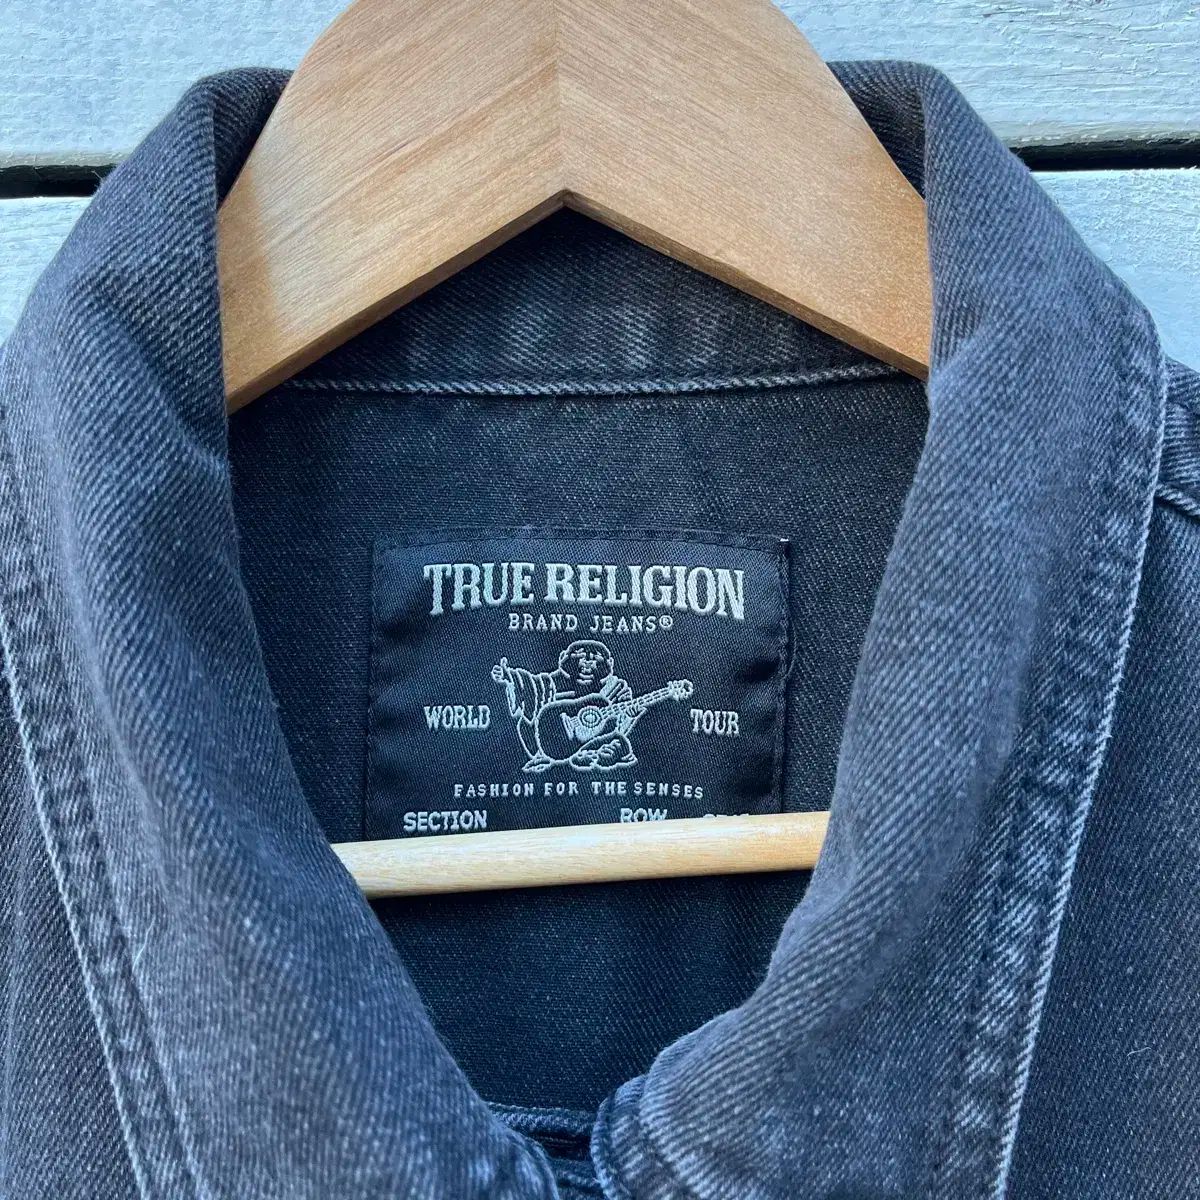 TRUE RELIGION
BRAND JEANS®
WORLD TOUR
FASHION FOR THE SENSES
SECTION ROW